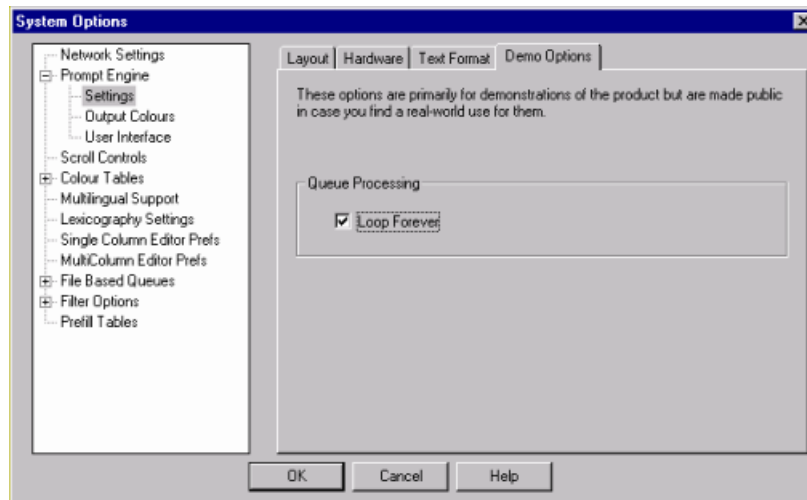 System Options
Network Settings
Prompt Engine
Settings
Output Colours
User Interface
Scroll Controls
Colour Tables
Multilingual Support
Lexicography Settings
Single Column Editor Prefs
MultiColumn Editor Prefs
File Based Queues
Filter Options
Prefill Tables
Layout Hardware Text Format Demo Options
These options are primarily for demonstrations of the product but are made public
in case you find a real-world use for them.
Queue Processing
Loop Forever
OK Cancel Help